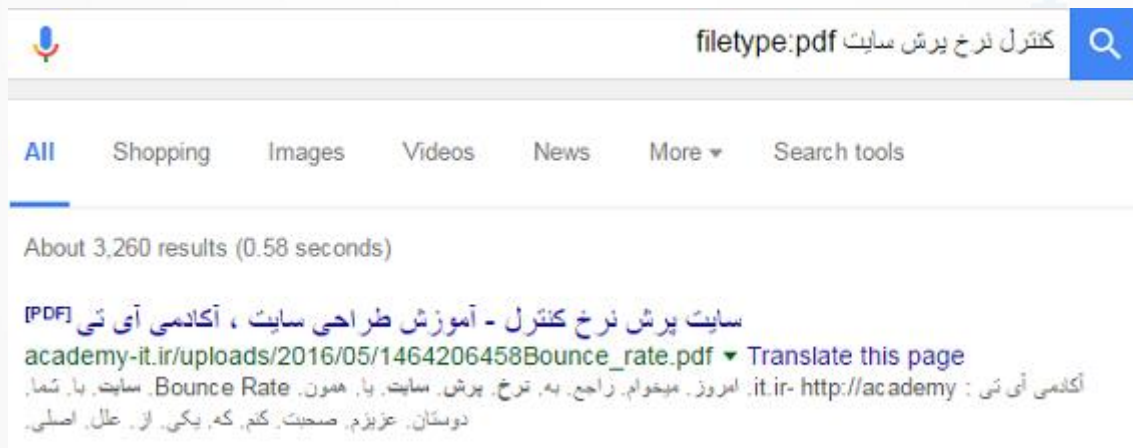 کنترل نرخ پرش سایت filetype:pdf
All Shopping Images Videos News More Search tools
About 3,260 results (0.58 seconds)
سایت پرش نرخ کنترل - آموزش طراحی سایت ، آکادمی آی تی [PDF]
academy-it.ir/uploads/2016/05/1464206458Bounce_rate.pdf Translate this page
آکادمی آی تی : it.ir- http://academy. امروز. میخوام. راجع. به. نرخ. پرش. سایت. یا. همون. Bounce Rate. سایت. با. شما.
دوستان. عزیزم. صحبت. کنم. که. یکی. از. علل. اصلی.